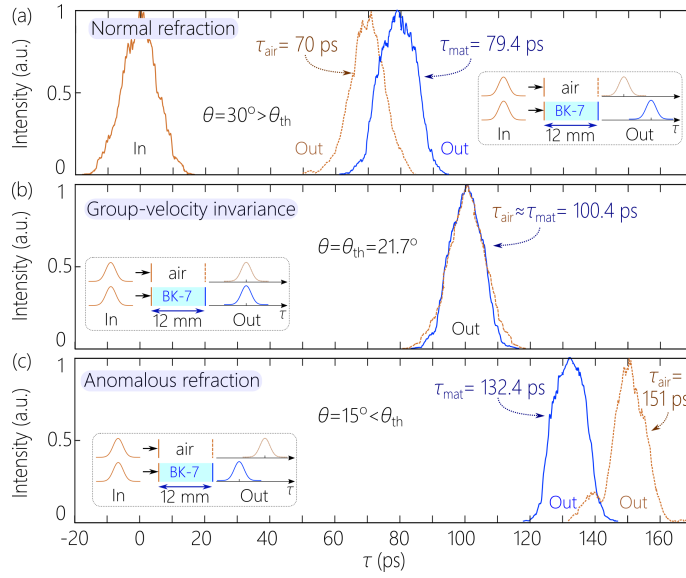 (a)
Normal refraction
Intensity (a.u.)
1
0.5
0
τair= 70 ps
τmat= 79.4 ps
θ=30°>θth
In
Out
Out
air
BK-7
In
12 mm
Out
τ
(b)
Group-velocity invariance
Intensity (a.u.)
1
0.5
0
τair≈τmat= 100.4 ps
θ=θth=21.7°
Out
air
BK-7
In
12 mm
Out
τ
(c)
Anomalous refraction
Intensity (a.u.)
1
0.5
0
τmat= 132.4 ps
τair=
151 ps
θ=15°<θth
Out
Out
air
BK-7
In
12 mm
Out
τ
-20 0 20 40 60 80 100 120 140 160
τ (ps)